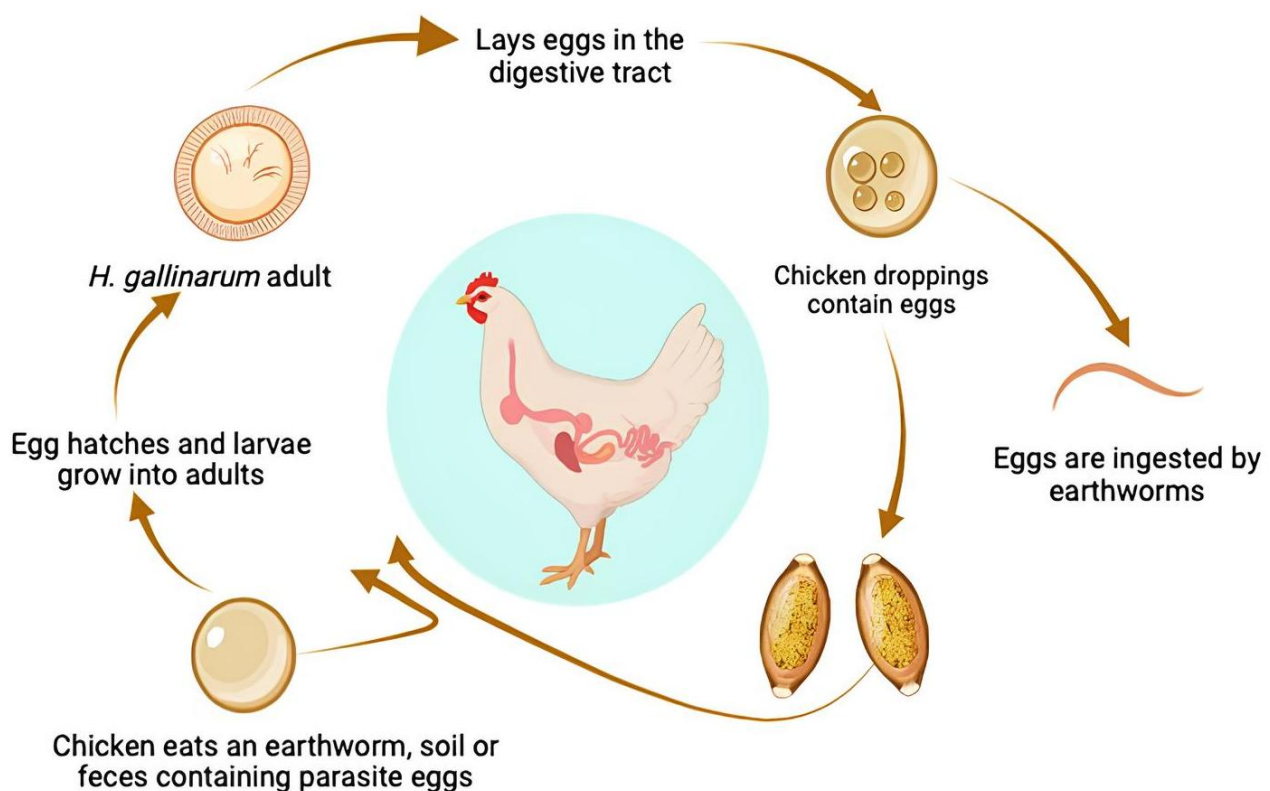 Lays eggs in the
digestive tract
Chicken droppings
contain eggs
Eggs are ingested by
earthworms
Chicken eats an earthworm, soil or
feces containing parasite eggs
Egg hatches and larvae
grow into adults
H. gallinarum adult